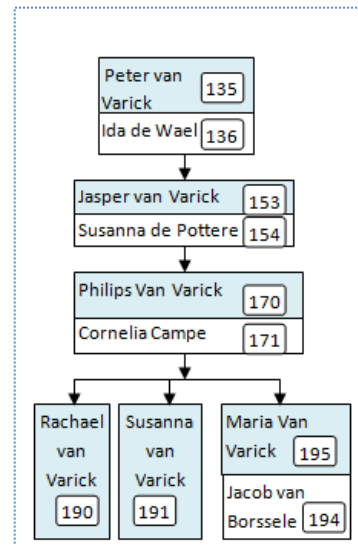 Peter van
Varick 135
Ida de Wael 136
Jasper van Varick 153
Susanna de Pottere 154
Philips Van Varick 170
Cornelia Campe 171
Rachael
van
Varick
190
Susanna
van
Varick
191
Maria Van
Varick 195
Jacob van
Borssele 194